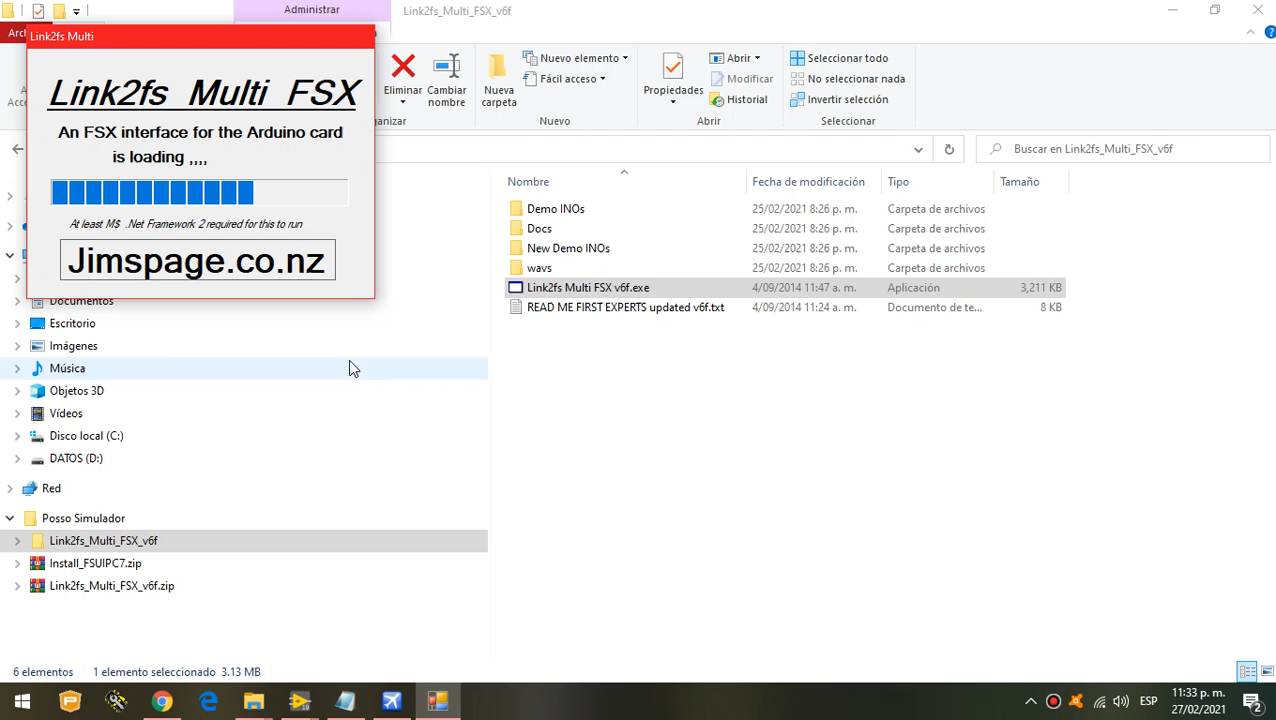 Administrar
Link2fs_Multi_FSX_v6f
Link2fs Multi
Link2fs Multi FSX
An FSX interface for the Arduino card
is loading ,,,,
At least M$ .Net Framework 2 required for this to run
Jimspage.co.nz
Eliminar
Cambiar
nombre
Nueva
carpeta
Nuevo elemento
Fácil acceso
Nuevo
Propiedades
Abrir
Modificar
Historial
Abrir
Seleccionar todo
No seleccionar nada
Invertir selección
Seleccionar
Buscar en Link2fs_Multi_FSX_v6f
Nombre Fecha de modificación Tipo Tamaño
Demo INOs 25/02/2021 8:26 p. m. Carpeta de archivos
Docs 25/02/2021 8:26 p. m. Carpeta de archivos
New Demo INOs 25/02/2021 8:26 p. m. Carpeta de archivos
wavs 25/02/2021 8:26 p. m. Carpeta de archivos
Link2fs Multi FSX v6f.exe 4/09/2014 11:47 a. m. Aplicación 3,211 KB
READ ME FIRST EXPERTS updated v6f.txt 4/09/2014 11:24 a. m. Documento de te... 8 KB
Documentos
Escritorio
Imágenes
Música
Objetos 3D
Vídeos
Disco local (C:)
DATOS (D:)
Red
Posso Simulador
Link2fs_Multi_FSX_v6f
Install_FSUIPC7.zip
Link2fs_Multi_FSX_v6f.zip
6 elementos 1 elemento seleccionado 3.13 MB
ESP
11:33 p. m.
27/02/2021
2